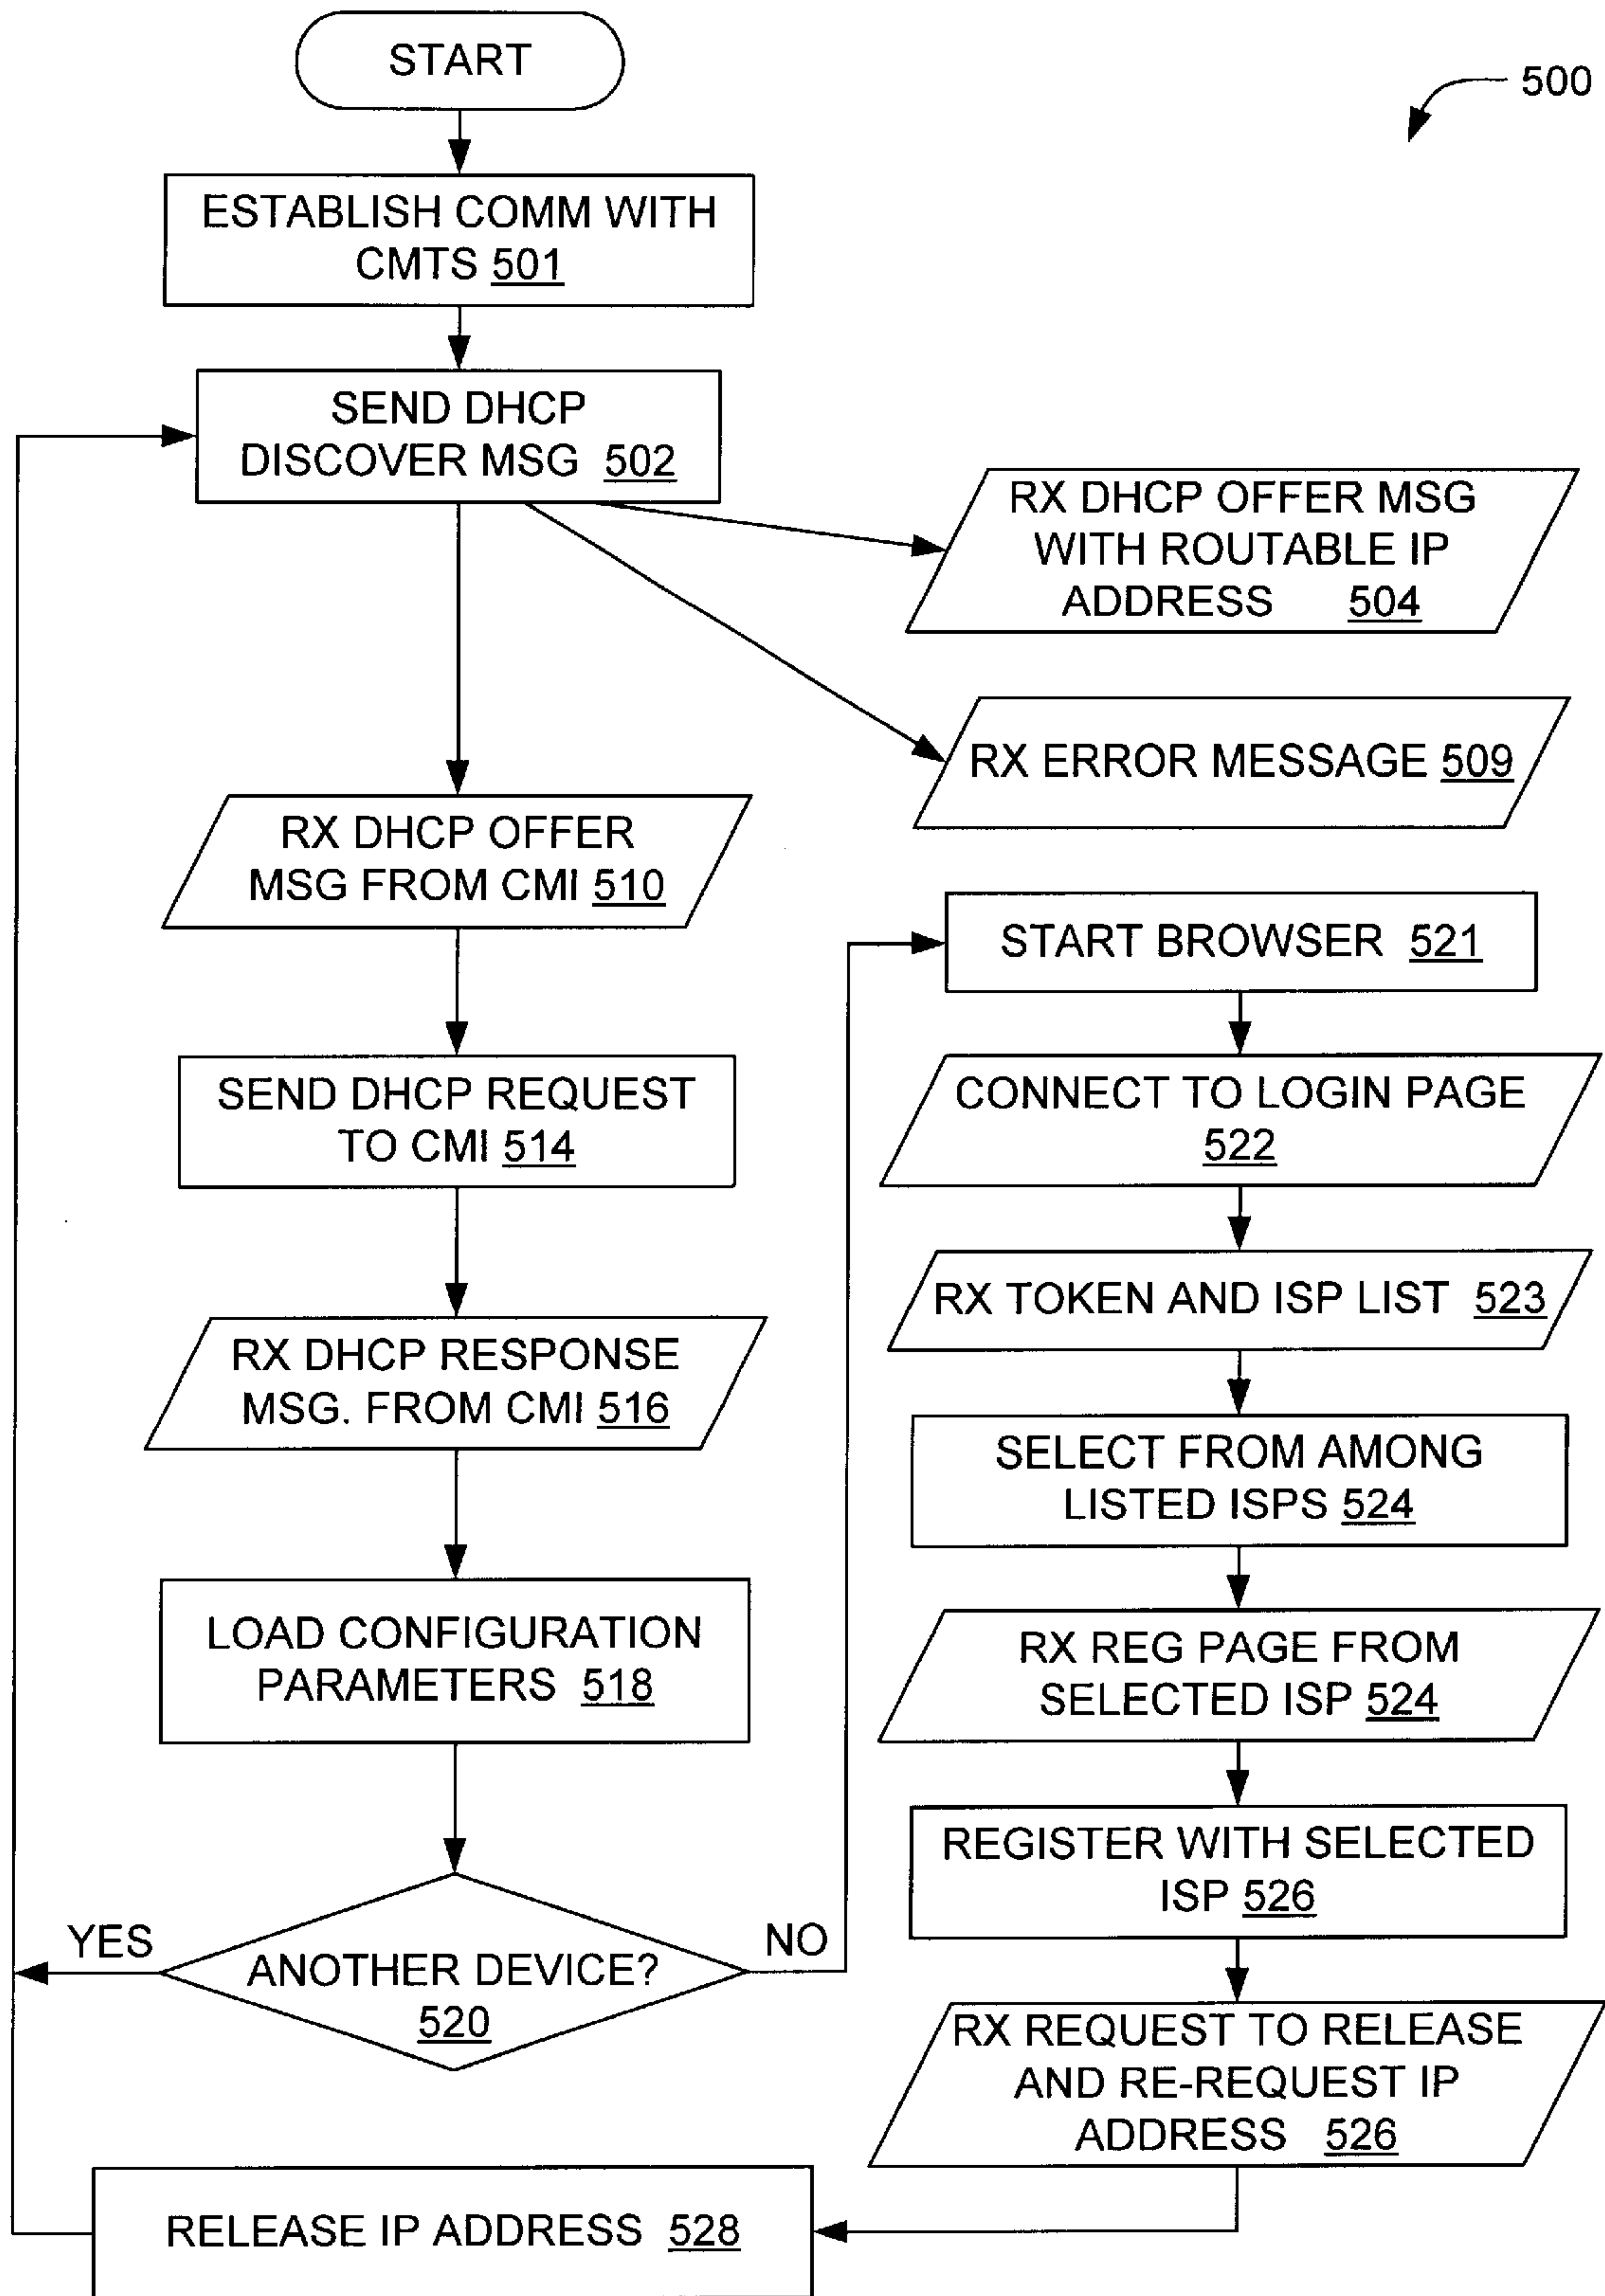 START
500
ESTABLISH COMM WITH
CMTS 501
SEND DHCP
DISCOVER MSG 502
RX DHCP OFFER MSG
WITH ROUTABLE IP
ADDRESS 504
RX ERROR MESSAGE 509
RX DHCP OFFER
MSG FROM CMI 510
SEND DHCP REQUEST
TO CMI 514
RX DHCP RESPONSE
MSG. FROM CMI 516
LOAD CONFIGURATION
PARAMETERS 518
YES
ANOTHER DEVICE?
520
NO
START BROWSER 521
CONNECT TO LOGIN PAGE
522
RX TOKEN AND ISP LIST 523
SELECT FROM AMONG
LISTED ISPS 524
RX REG PAGE FROM
SELECTED ISP 524
REGISTER WITH SELECTED
ISP 526
RX REQUEST TO RELEASE
AND RE-REQUEST IP
ADDRESS 526
RELEASE IP ADDRESS 528